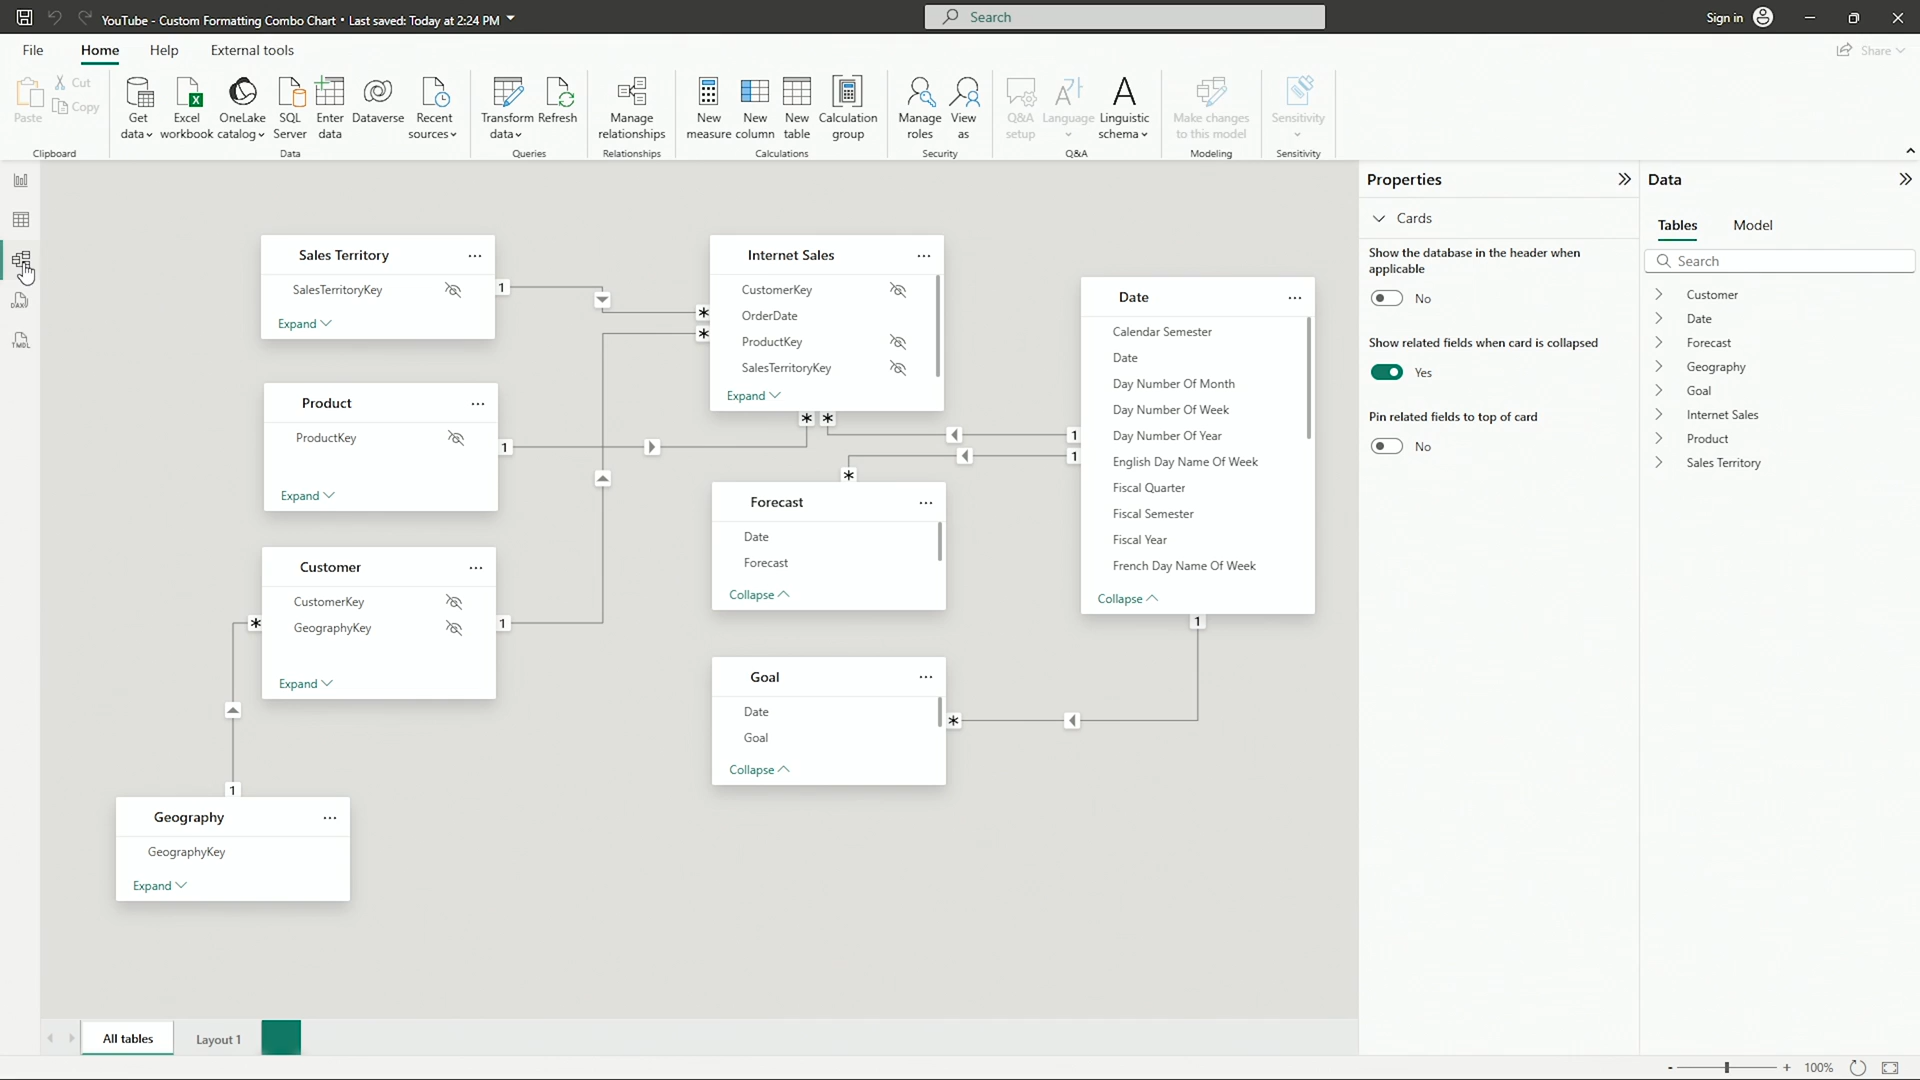 YouTube - Custom Formatting Combo Chart • Last saved: Today at 2:24 PM
Search
Sign in
File
Home
Help
External tools
Share
Paste
Cut
Copy
Clipboard
Get data
Excel workbook
OneLake catalog
SQL Server
Enter data
Dataverse
Recent sources
Data
Transform data
Refresh
Queries
Manage relationships
Relationships
New measure
New column
New table
Calculation group
Calculations
Manage roles
View as
Security
Q&A setup
Language
Linguistic schema
Q&A
Make changes to this model
Modeling
Sensitivity
Sensitivity
DAX
TMDL
Sales Territory
SalesTerritoryKey
Expand
1
Product
ProductKey
Expand
1
Customer
CustomerKey
GeographyKey
Expand
1
*
1
Geography
GeographyKey
Expand
Internet Sales
CustomerKey
OrderDate
ProductKey
SalesTerritoryKey
Expand
*
*
* *
Forecast
Date
Forecast
Collapse
*
Goal
Date
Goal
Collapse
*
Date
Calendar Semester
Date
Day Number Of Month
Day Number Of Week
Day Number Of Year
English Day Name Of Week
Fiscal Quarter
Fiscal Semester
Fiscal Year
French Day Name Of Week
Collapse
1
1
1
Properties
Cards
Show the database in the header when
applicable
No
Show related fields when card is collapsed
Yes
Pin related fields to top of card
No
Data
Tables
Model
Search
Customer
Date
Forecast
Geography
Goal
Internet Sales
Product
Sales Territory
All tables
Layout 1
- + 100%